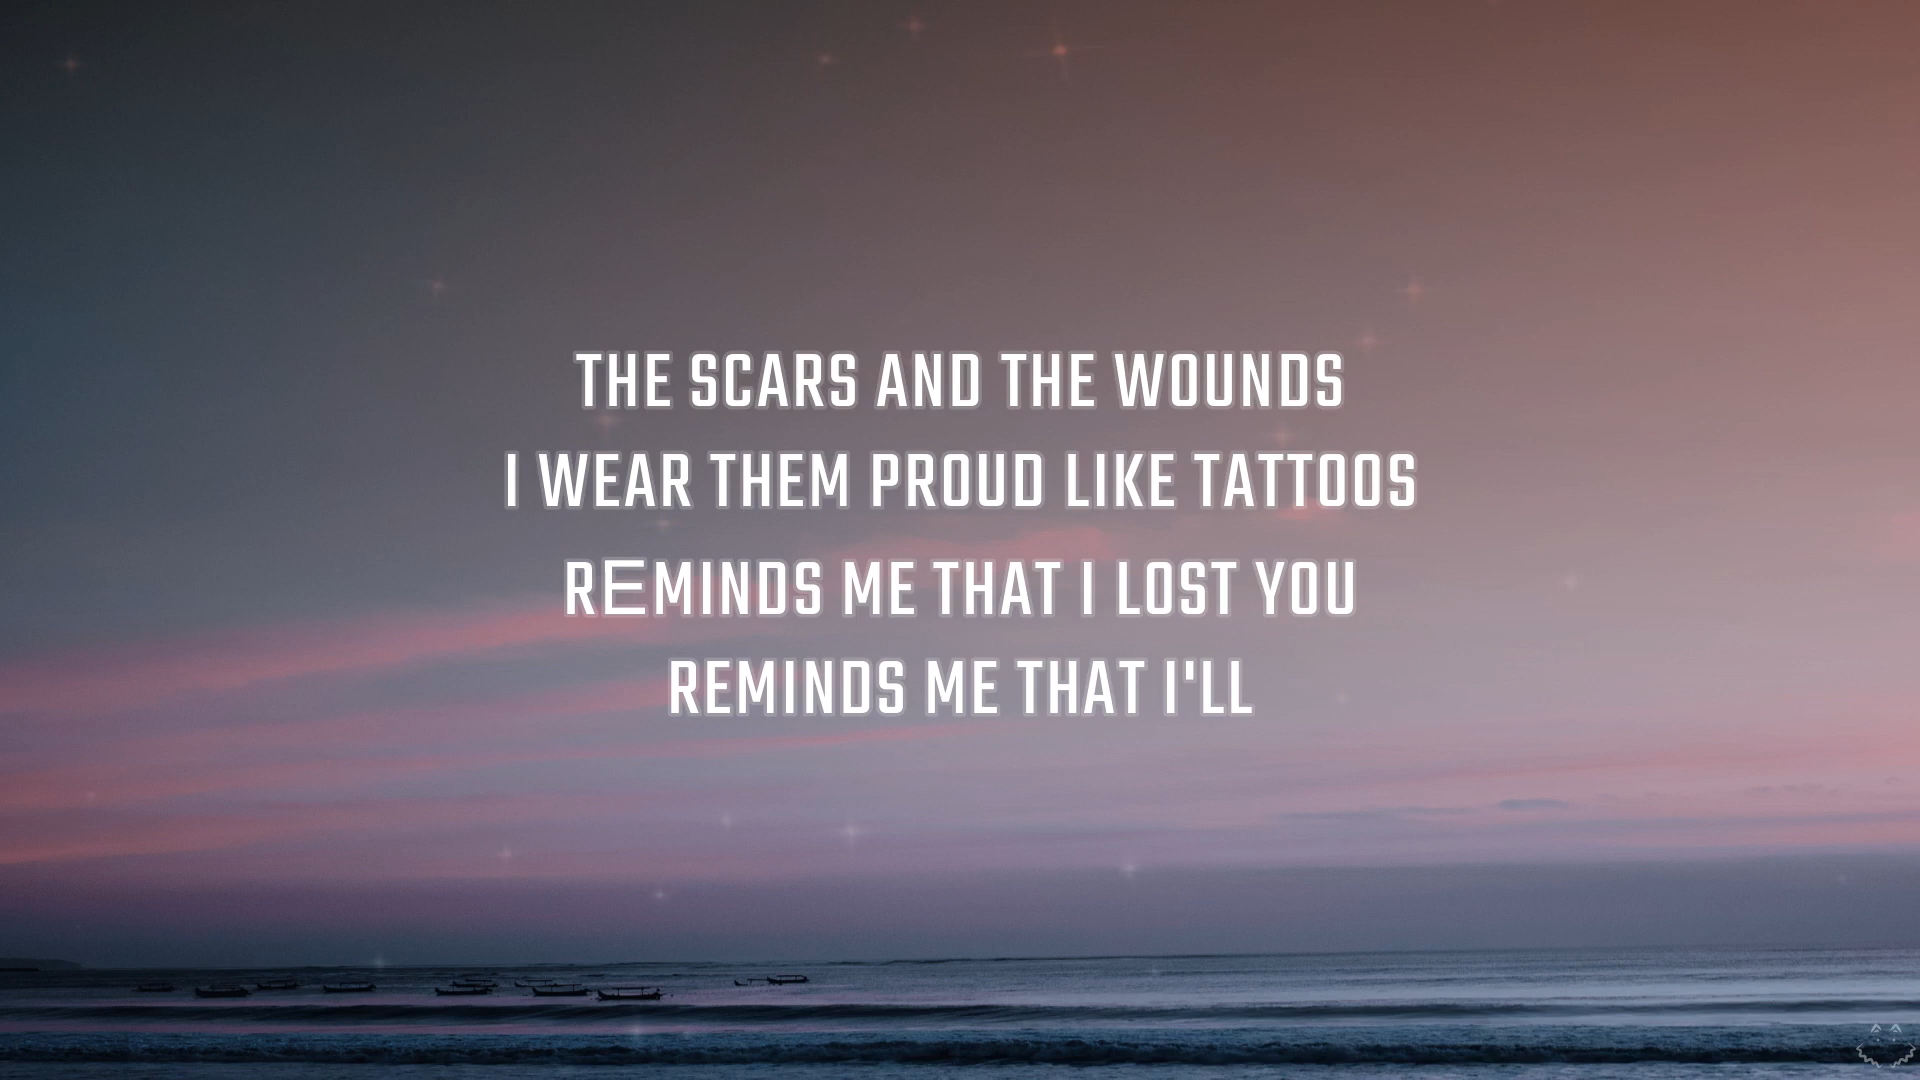 THE SCARS AND THE WOUNDS
I WEAR THEM PROUD LIKE TATTOOS
REMINDS ME THAT I LOST YOU
REMINDS ME THAT I'LL